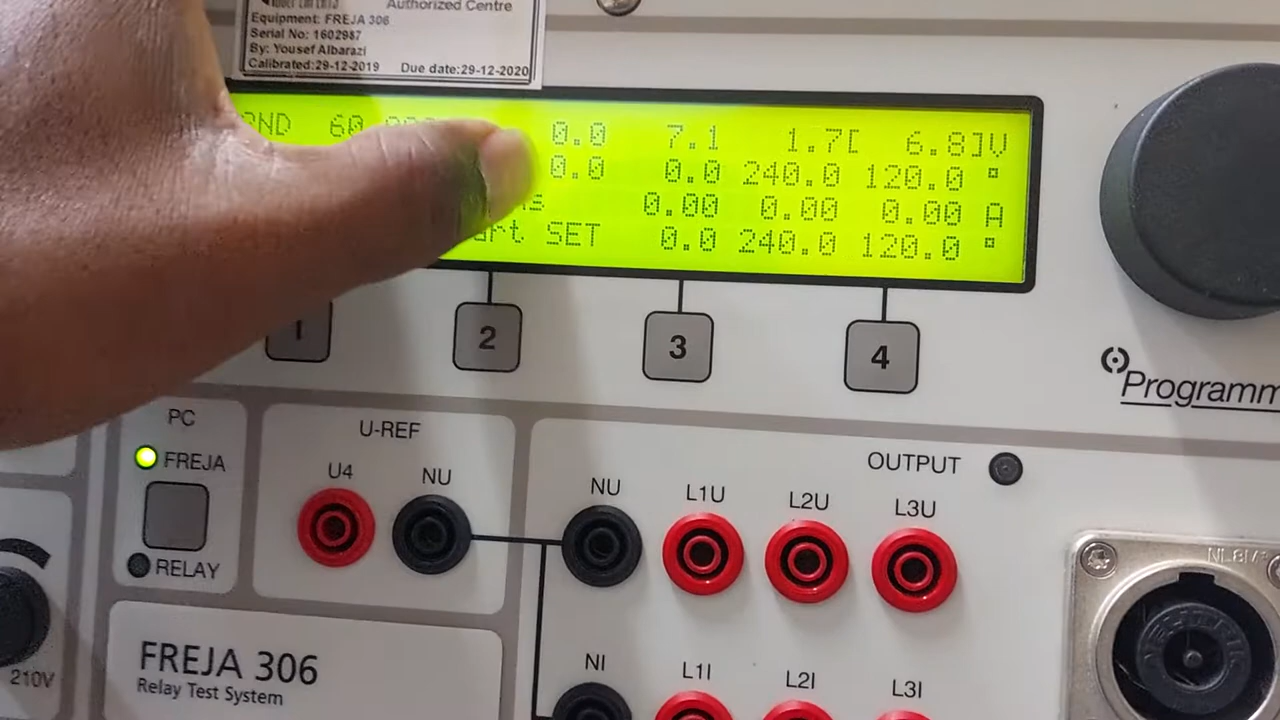 Authorized Centre
Equipment: FREJA 306
Serial No: 1602987
By: Yousef Albarazi
Calibrated:29-12-2019 Due date:29-12-2020
60 0.0 7.1 1.7[ 6.8]V
0.0 0.0 240.0 120.0 °
0.00 0.00 0.00 A
SET 0.0 240.0 120.0 °
1 2 3 4
Programm
PC
FREJA
RELAY
U-REF
U4 NU
OUTPUT
NU L1U L2U L3U
NI L1I L2I L3I
FREJA 306
Relay Test System
210V